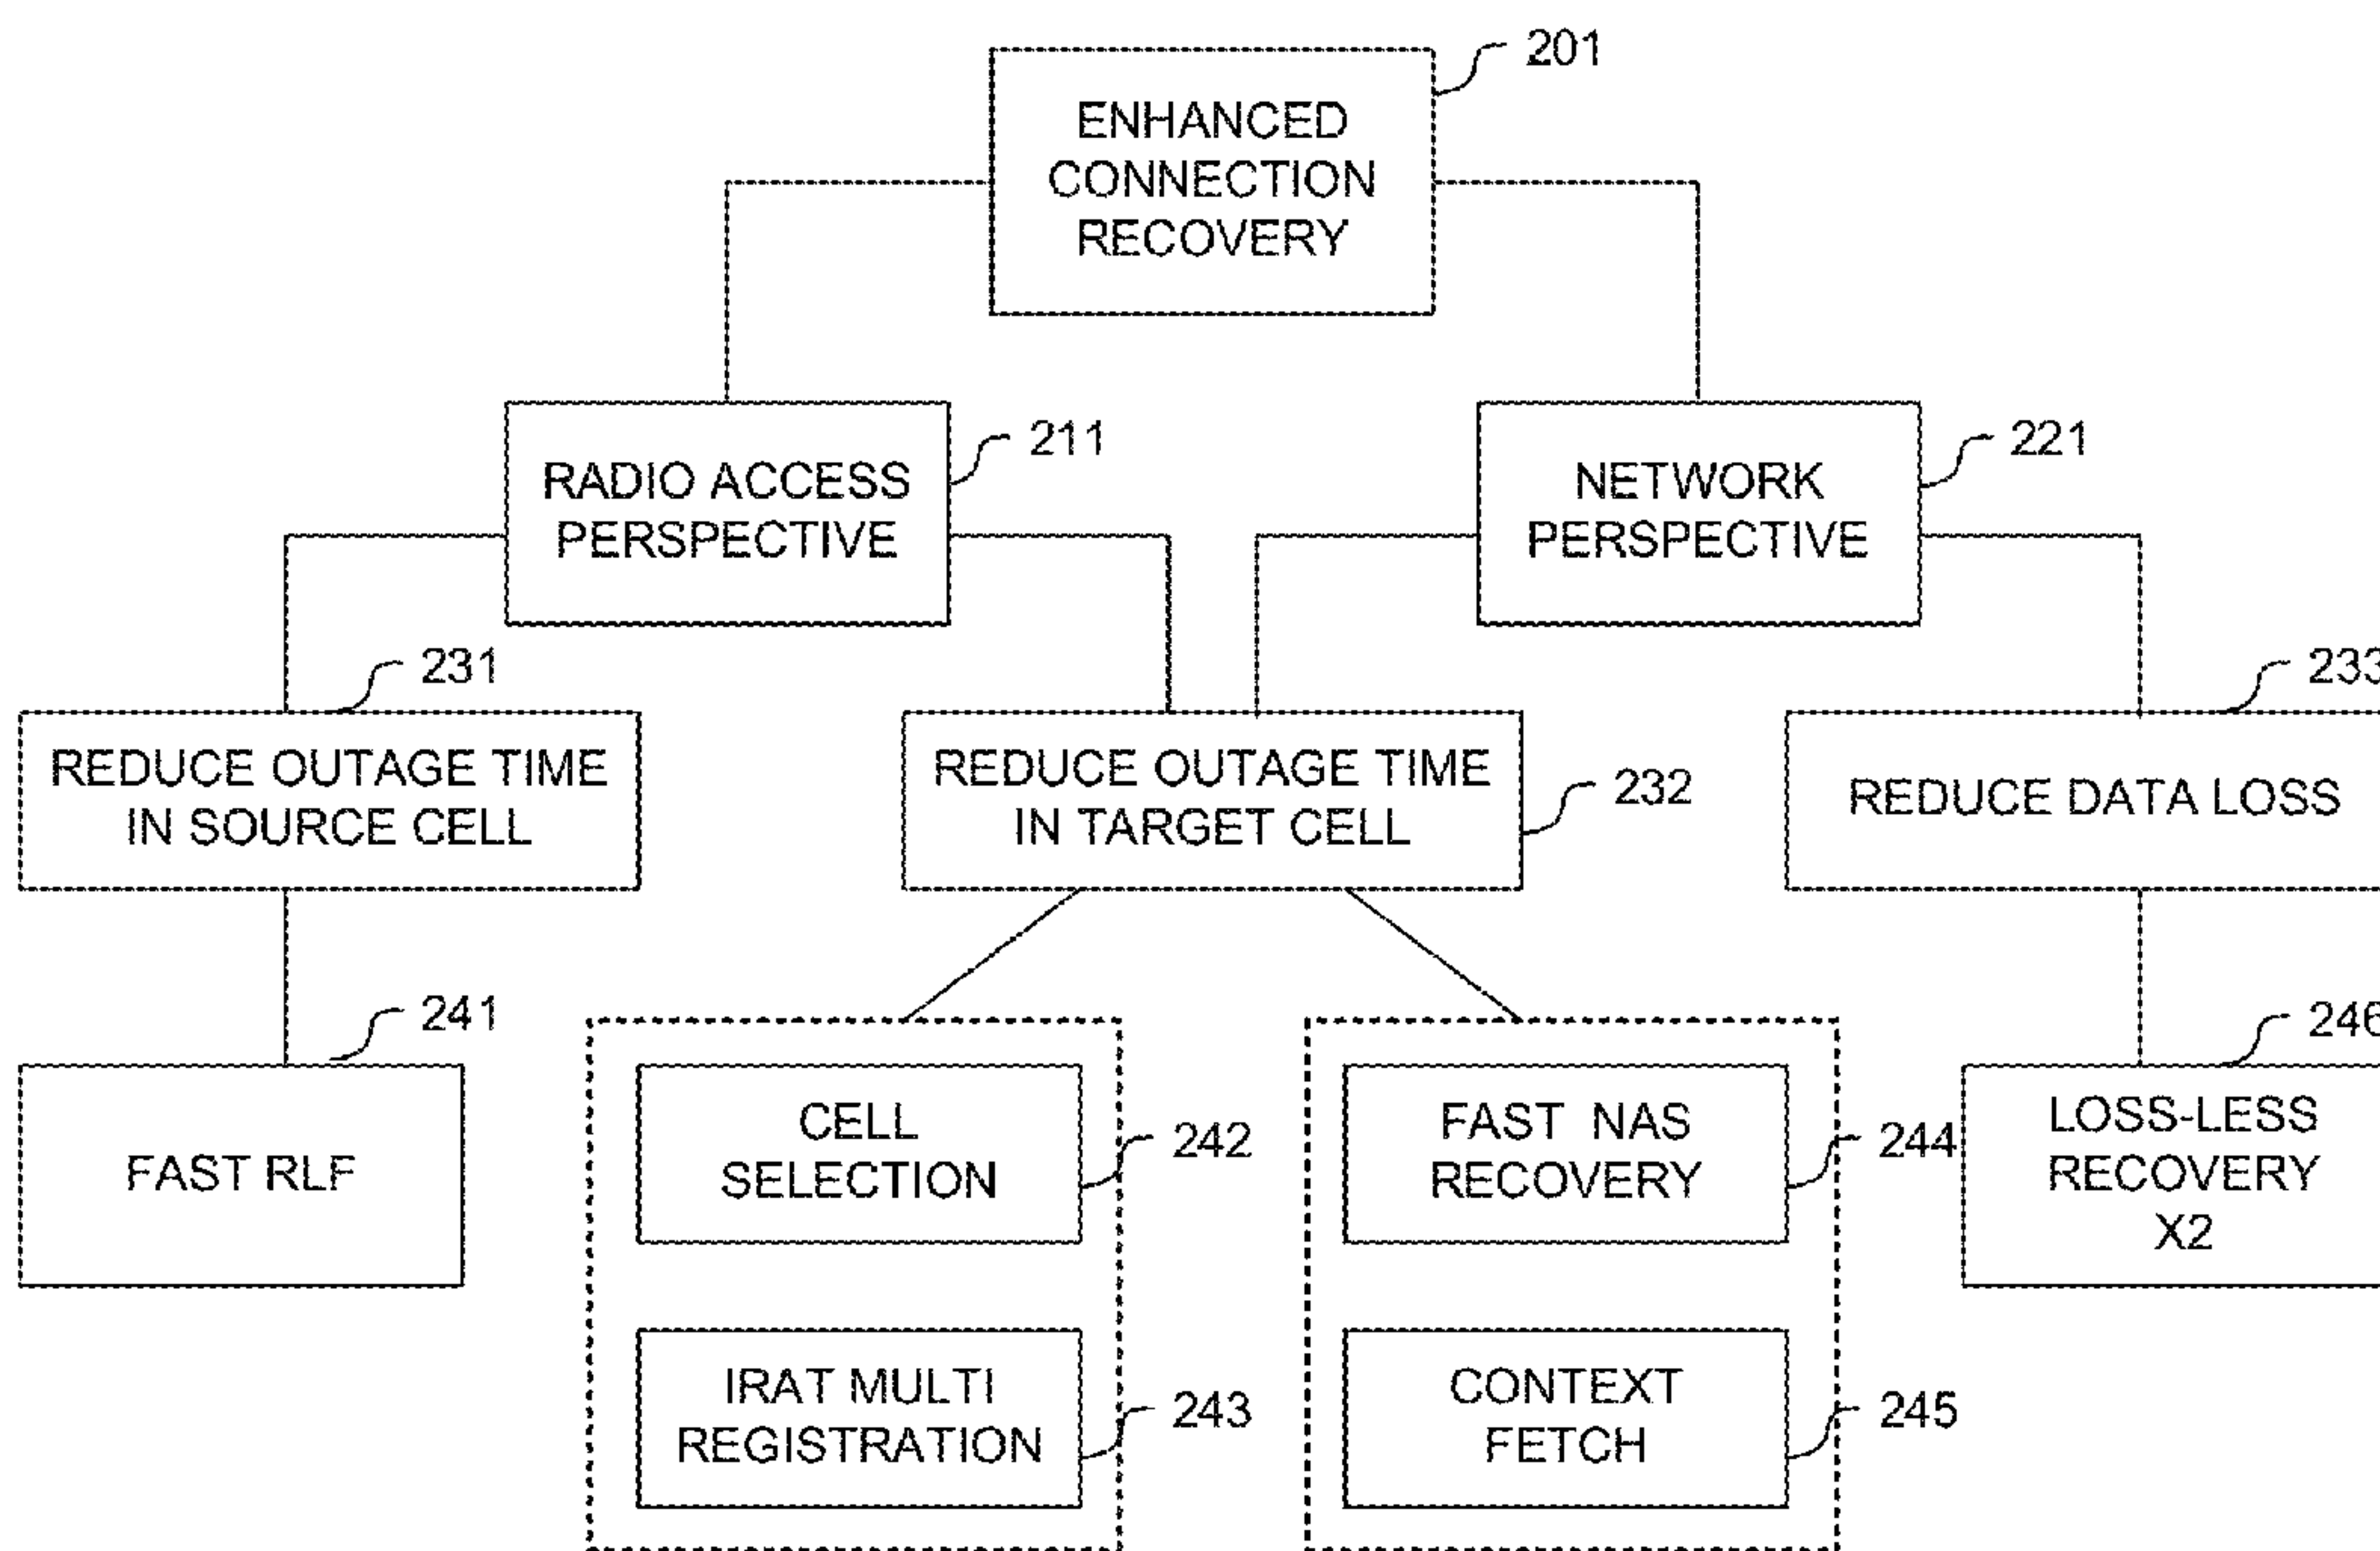 201
ENHANCED
CONNECTION
RECOVERY
211
RADIO ACCESS
PERSPECTIVE
221
NETWORK
PERSPECTIVE
231
REDUCE OUTAGE TIME
IN SOURCE CELL
232
REDUCE OUTAGE TIME
IN TARGET CELL
233
REDUCE DATA LOSS
241
FAST RLF
CELL
SELECTION
242
IRAT MULTI
REGISTRATION
243
FAST NAS
RECOVERY
244
CONTEXT
FETCH
245
246
LOSS-LESS
RECOVERY
X2